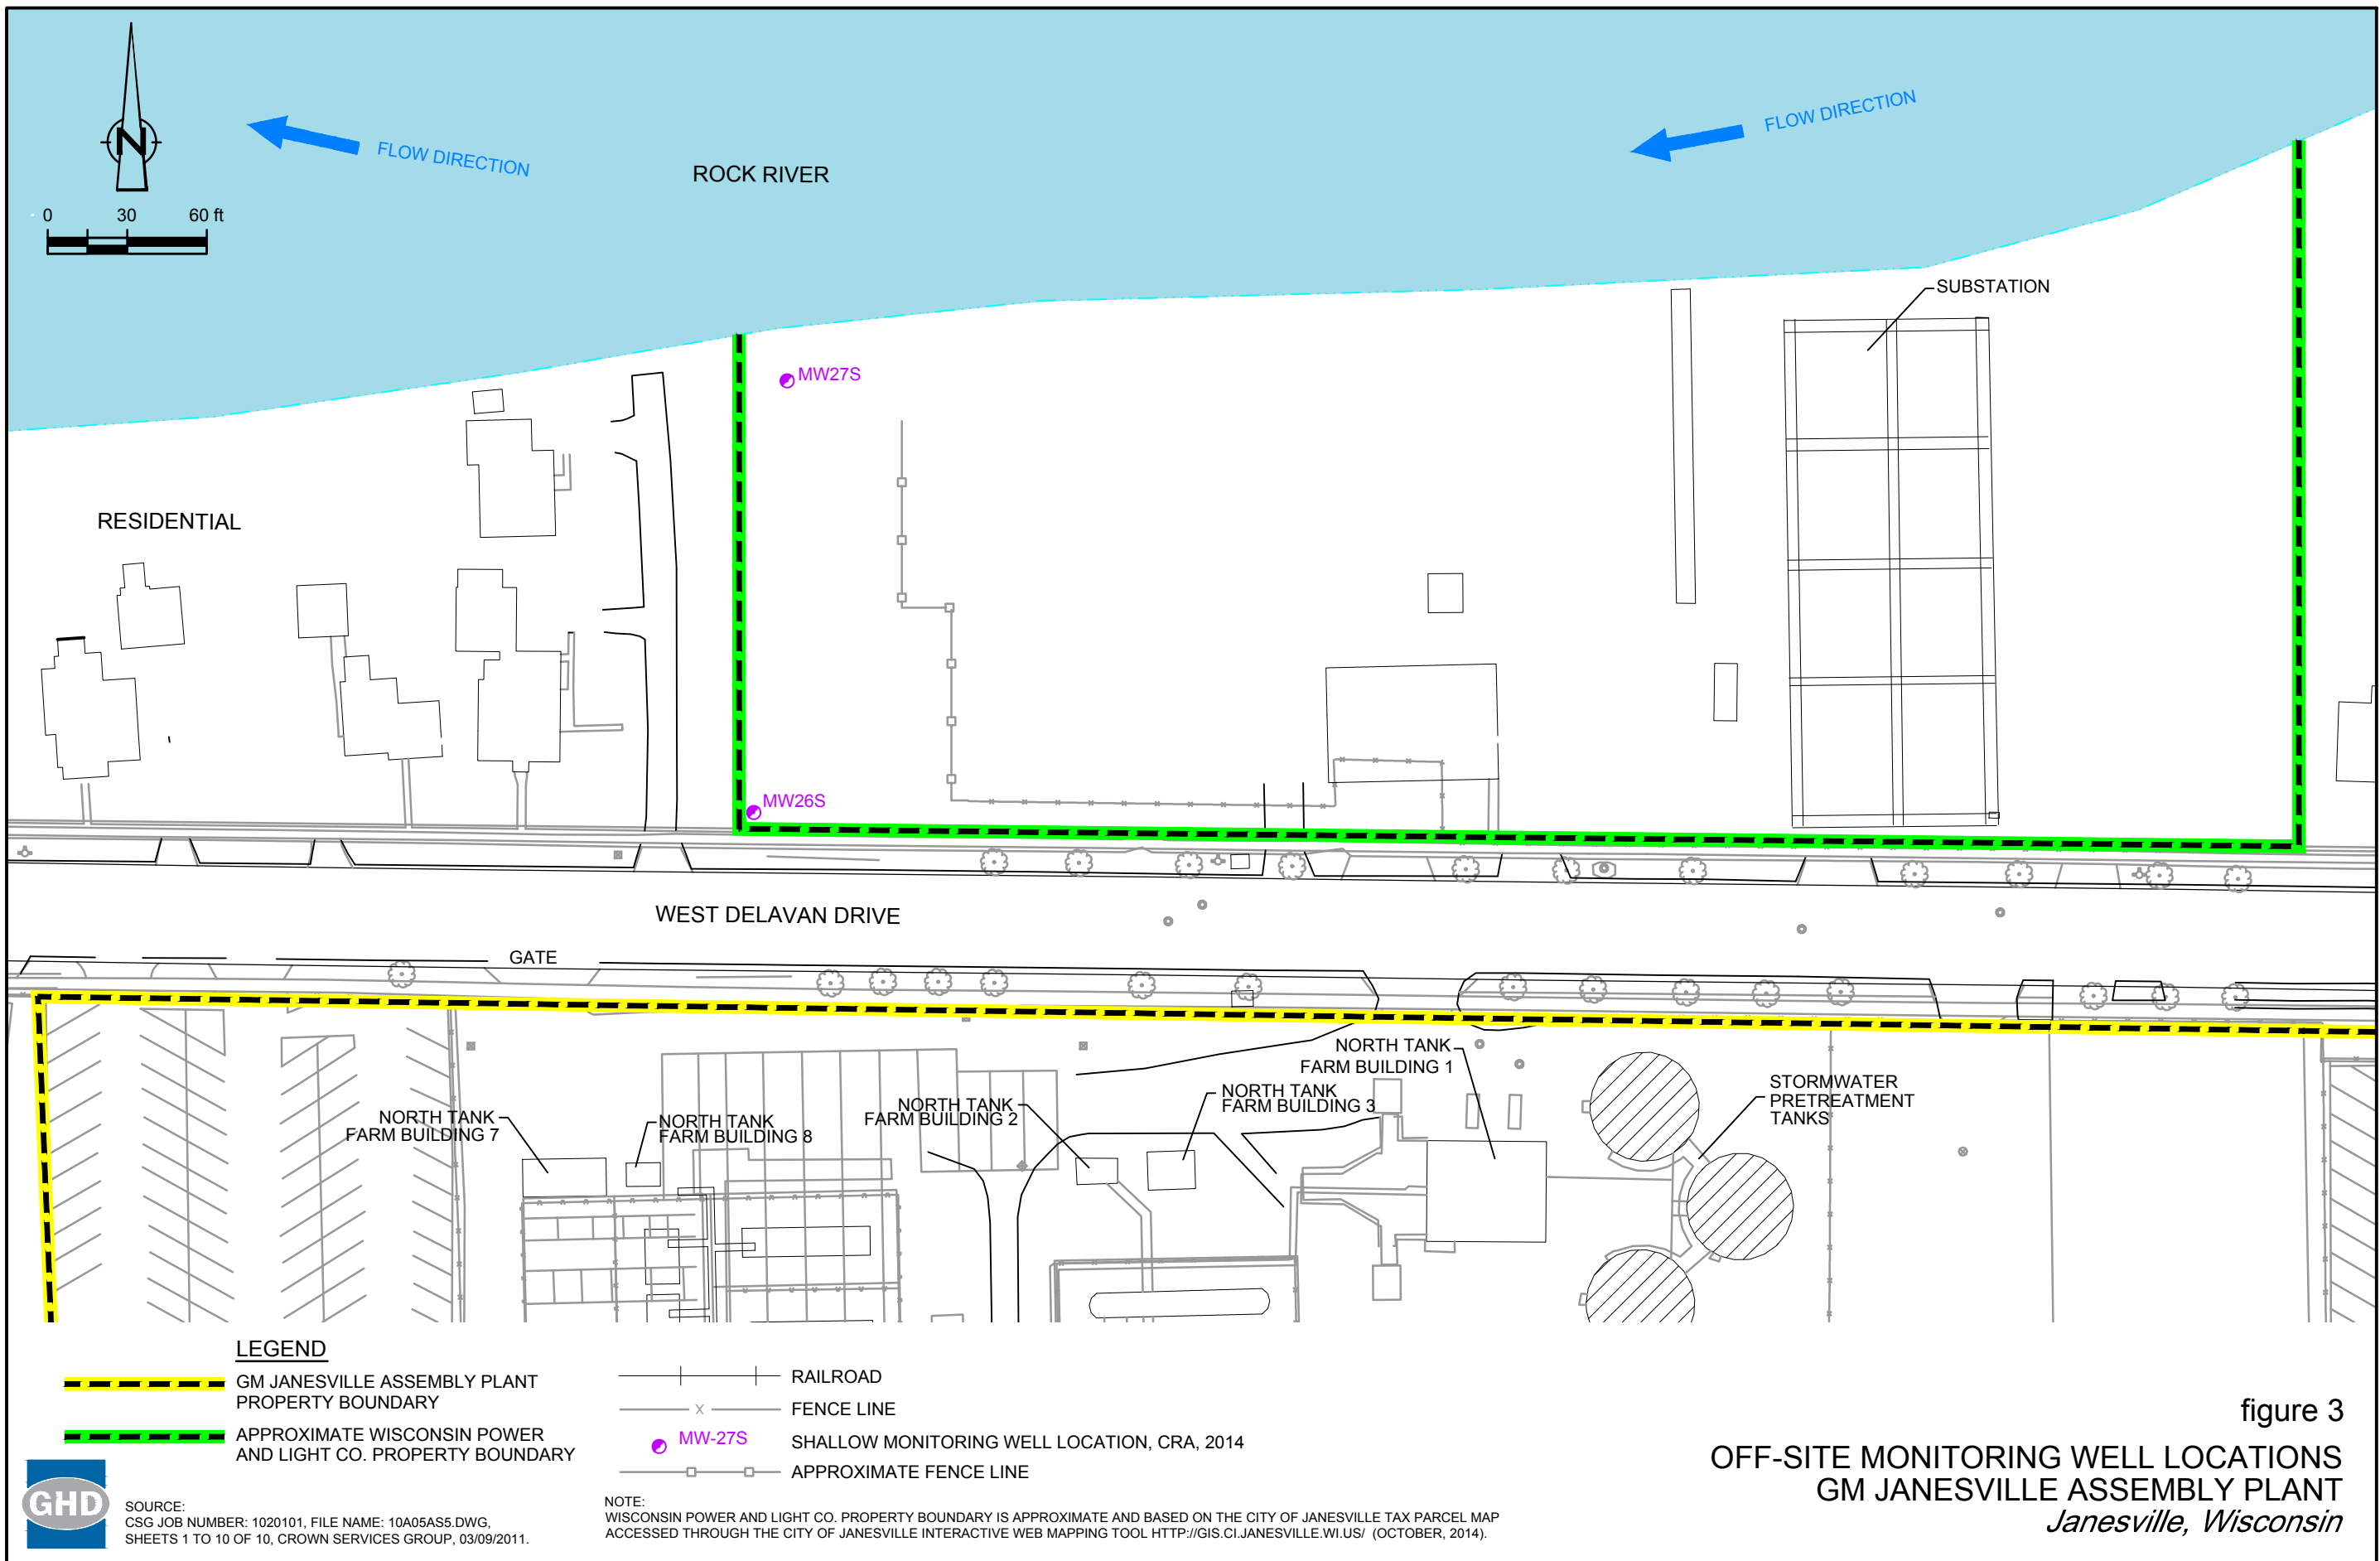 FLOW DIRECTION
FLOW DIRECTION
N
ROCK RIVER
0 30 60 ft
SUBSTATION
MW27S
RESIDENTIAL
MW26S
WEST DELAVAN DRIVE
GATE
NORTH TANK
FARM BUILDING 1
NORTH TANK
FARM BUILDING 7
NORTH TANK
FARM BUILDING 8
NORTH TANK
FARM BUILDING 2
NORTH TANK
FARM BUILDING 3
STORMWATER
PRETREATMENT
TANKS
LEGEND
GM JANESVILLE ASSEMBLY PLANT
PROPERTY BOUNDARY
APPROXIMATE WISCONSIN POWER
AND LIGHT CO. PROPERTY BOUNDARY
RAILROAD
X FENCE LINE
MW-27S SHALLOW MONITORING WELL LOCATION, CRA, 2014
APPROXIMATE FENCE LINE
figure 3
OFF-SITE MONITORING WELL LOCATIONS
GM JANESVILLE ASSEMBLY PLANT
Janesville, Wisconsin
GHD
SOURCE:
CSG JOB NUMBER: 1020101, FILE NAME: 10A05AS5.DWG,
SHEETS 1 TO 10 OF 10, CROWN SERVICES GROUP, 03/09/2011.
NOTE:
WISCONSIN POWER AND LIGHT CO. PROPERTY BOUNDARY IS APPROXIMATE AND BASED ON THE CITY OF JANESVILLE TAX PARCEL MAP
ACCESSED THROUGH THE CITY OF JANESVILLE INTERACTIVE WEB MAPPING TOOL HTTP://GIS.CI.JANESVILLE.WI.US/ (OCTOBER, 2014).